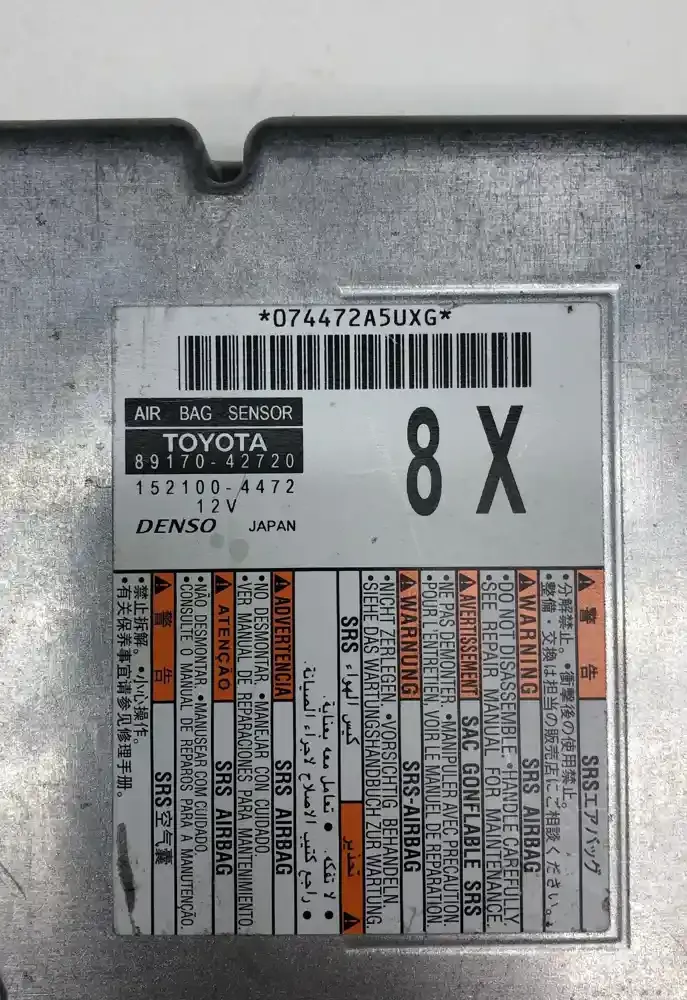 *074472A5UXG*
AIR BAG SENSOR
TOYOTA
89170-42720
152100-4472
12V
DENSO JAPAN
8X
警告 SRSエアバッグ
•分解禁止。 •衝撃後の使用禁止。
•整備・交換は担当の販売店にご相談ください。
WARNING SRS AIRBAG
•DO NOT DISASSEMBLE. •HANDLE CAREFULLY.
•SEE REPAIR MANUAL FOR MAINTENANCE.
AVERTISSEMENT SAC GONFLABLE SRS
•NE PAS DEMONTER. •MANIPULER AVEC PRECAUTION.
•POUR L'ENTRETIEN, VOIR LE MANUEL DE REPARATION.
WARNUNG SRS-AIRBAG
•NICHT ZERLEGEN. •VORSICHTIG BEHANDELN.
•SIEHE DAS WARTUNGSHANDBUCH ZUR WARTUNG.
تحذير كيس الهواء SRS
• لا تفكه. • تعامل معه بعناية.
• راجع كتيب الاصلاح لاجراء الصيانة.
ADVERTENCIA SRS AIRBAG
•NO DESMONTAR. •MANEJAR CON CUIDADO.
•VER MANUAL DE REPARACIONES PARA MANTENIMIENTO.
ATENÇÃO SRS AIRBAG
•NÃO DESMONTAR. •MANUSEAR COM CUIDADO.
•CONSULTE O MANUAL DE REPAROS PARA A MANUTENÇÃO.
警告 SRS空气囊
•禁止拆解。 •小心操作。
•有关保养事宜请参见修理手册。